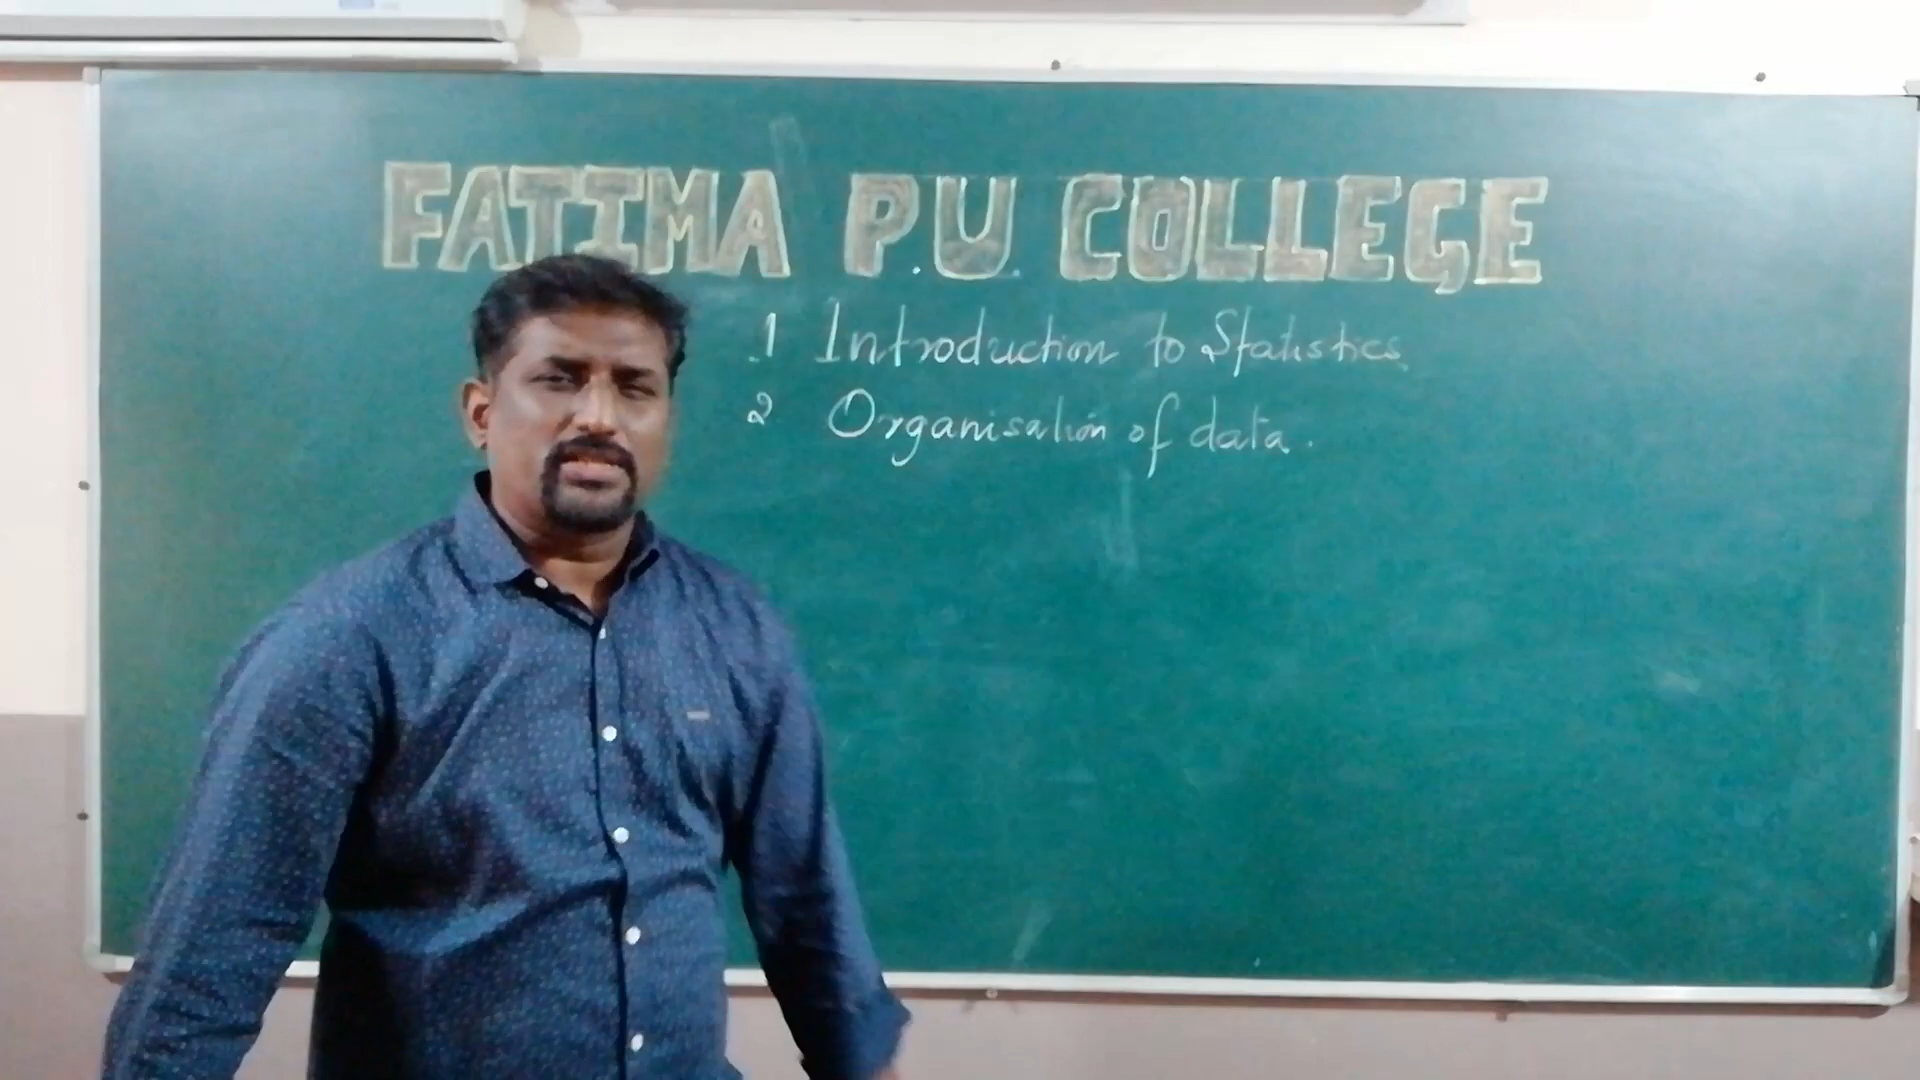 FATIMA P.U. COLLEGE
1 Introduction to Statistics
2 Organisation of data.